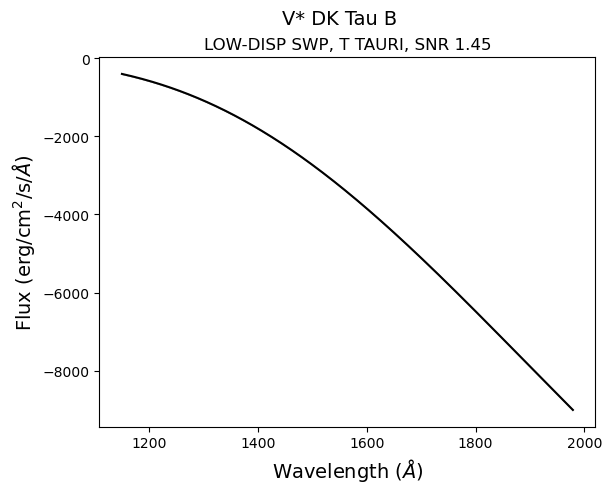 V* DK Tau B
LOW-DISP SWP, T TAURI, SNR 1.45
Flux (erg/cm²/s/Å)
0
−2000
−4000
−6000
−8000
1200 1400 1600 1800 2000
Wavelength (Å)